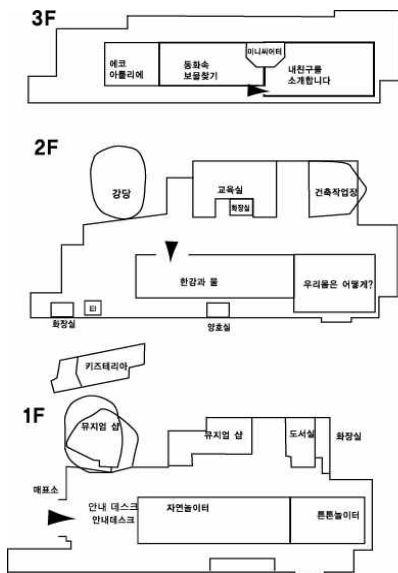 3F
미니씨어터
에코
아틀리에
동화속
보물찾기
내친구를
소개합니다
2F
강당
교육실
화장실
건축작업장
한강과 물
우리몸은 어떻게?
화장실
EI
양호실
키즈테리아
1F
뮤지엄 샵
뮤지엄 샵
도서실
화장실
매표소
안내 데스크
안내데스크
자연놀이터
튼튼놀이터